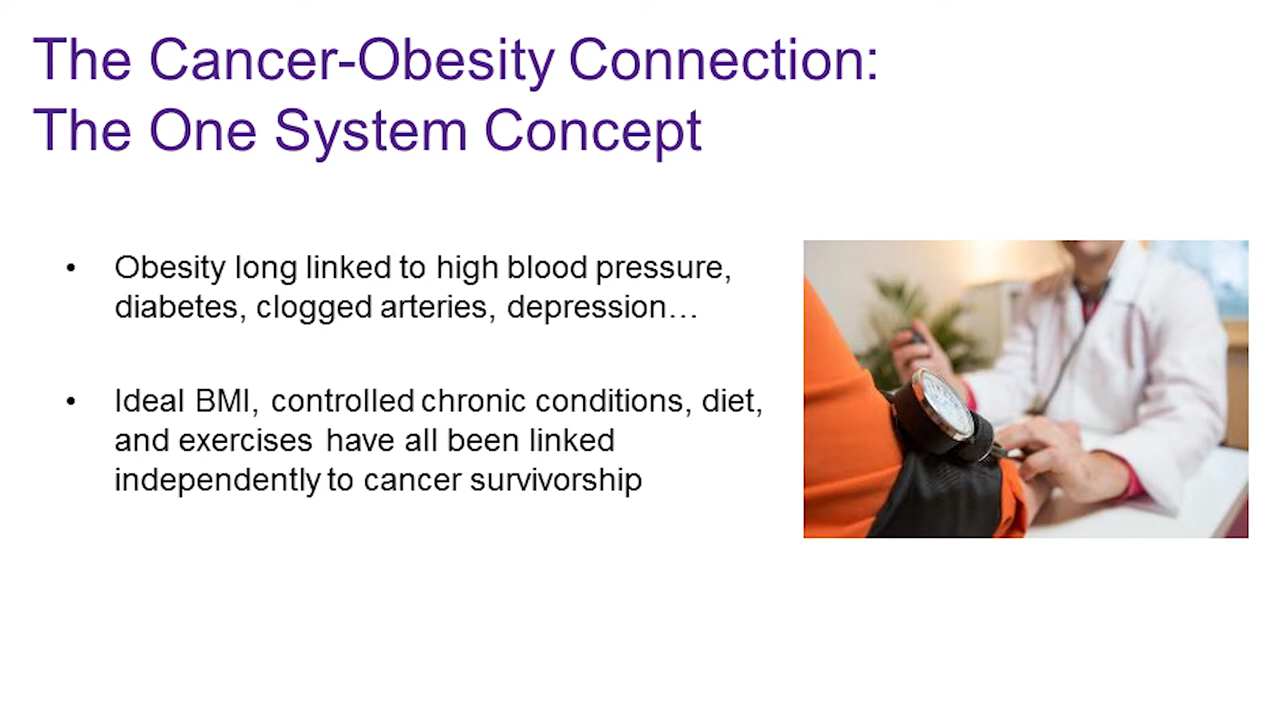 The Cancer-Obesity Connection:
The One System Concept
• Obesity long linked to high blood pressure,
diabetes, clogged arteries, depression…
• Ideal BMI, controlled chronic conditions, diet,
and exercises have all been linked
independently to cancer survivorship